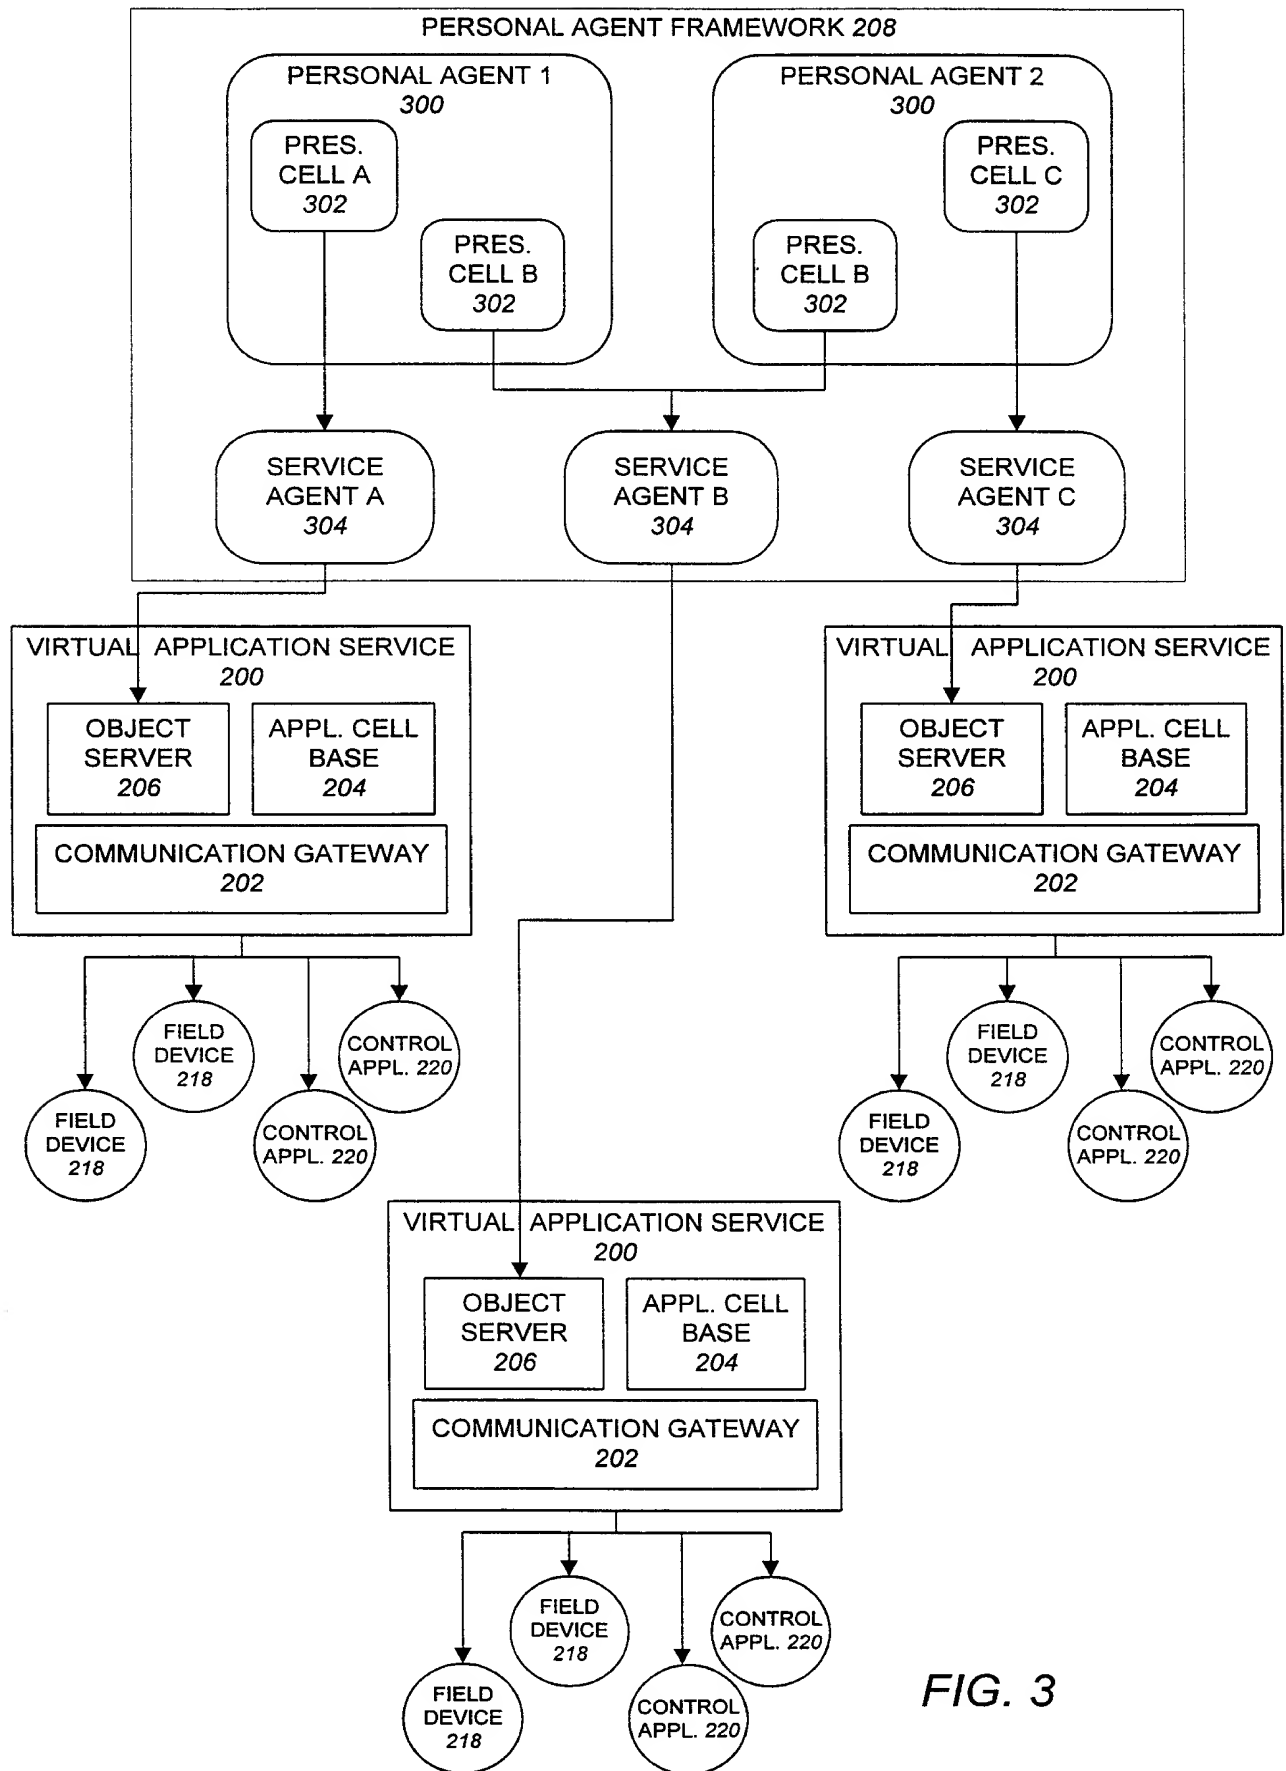 PERSONAL AGENT FRAMEWORK 208
PERSONAL AGENT 1
300
PRES.
CELL A
302
PRES.
CELL B
302
PERSONAL AGENT 2
300
PRES.
CELL C
302
PRES.
CELL B
302
SERVICE
AGENT A
304
SERVICE
AGENT B
304
SERVICE
AGENT C
304
VIRTUAL APPLICATION SERVICE
200
OBJECT
SERVER
206
APPL. CELL
BASE
204
COMMUNICATION GATEWAY
202
FIELD
DEVICE
218
FIELD
DEVICE
218
CONTROL
APPL. 220
CONTROL
APPL. 220
VIRTUAL APPLICATION SERVICE
200
OBJECT
SERVER
206
APPL. CELL
BASE
204
COMMUNICATION GATEWAY
202
FIELD
DEVICE
218
FIELD
DEVICE
218
CONTROL
APPL. 220
CONTROL
APPL. 220
VIRTUAL APPLICATION SERVICE
200
OBJECT
SERVER
206
APPL. CELL
BASE
204
COMMUNICATION GATEWAY
202
FIELD
DEVICE
218
FIELD
DEVICE
218
CONTROL
APPL. 220
CONTROL
APPL. 220
FIG. 3